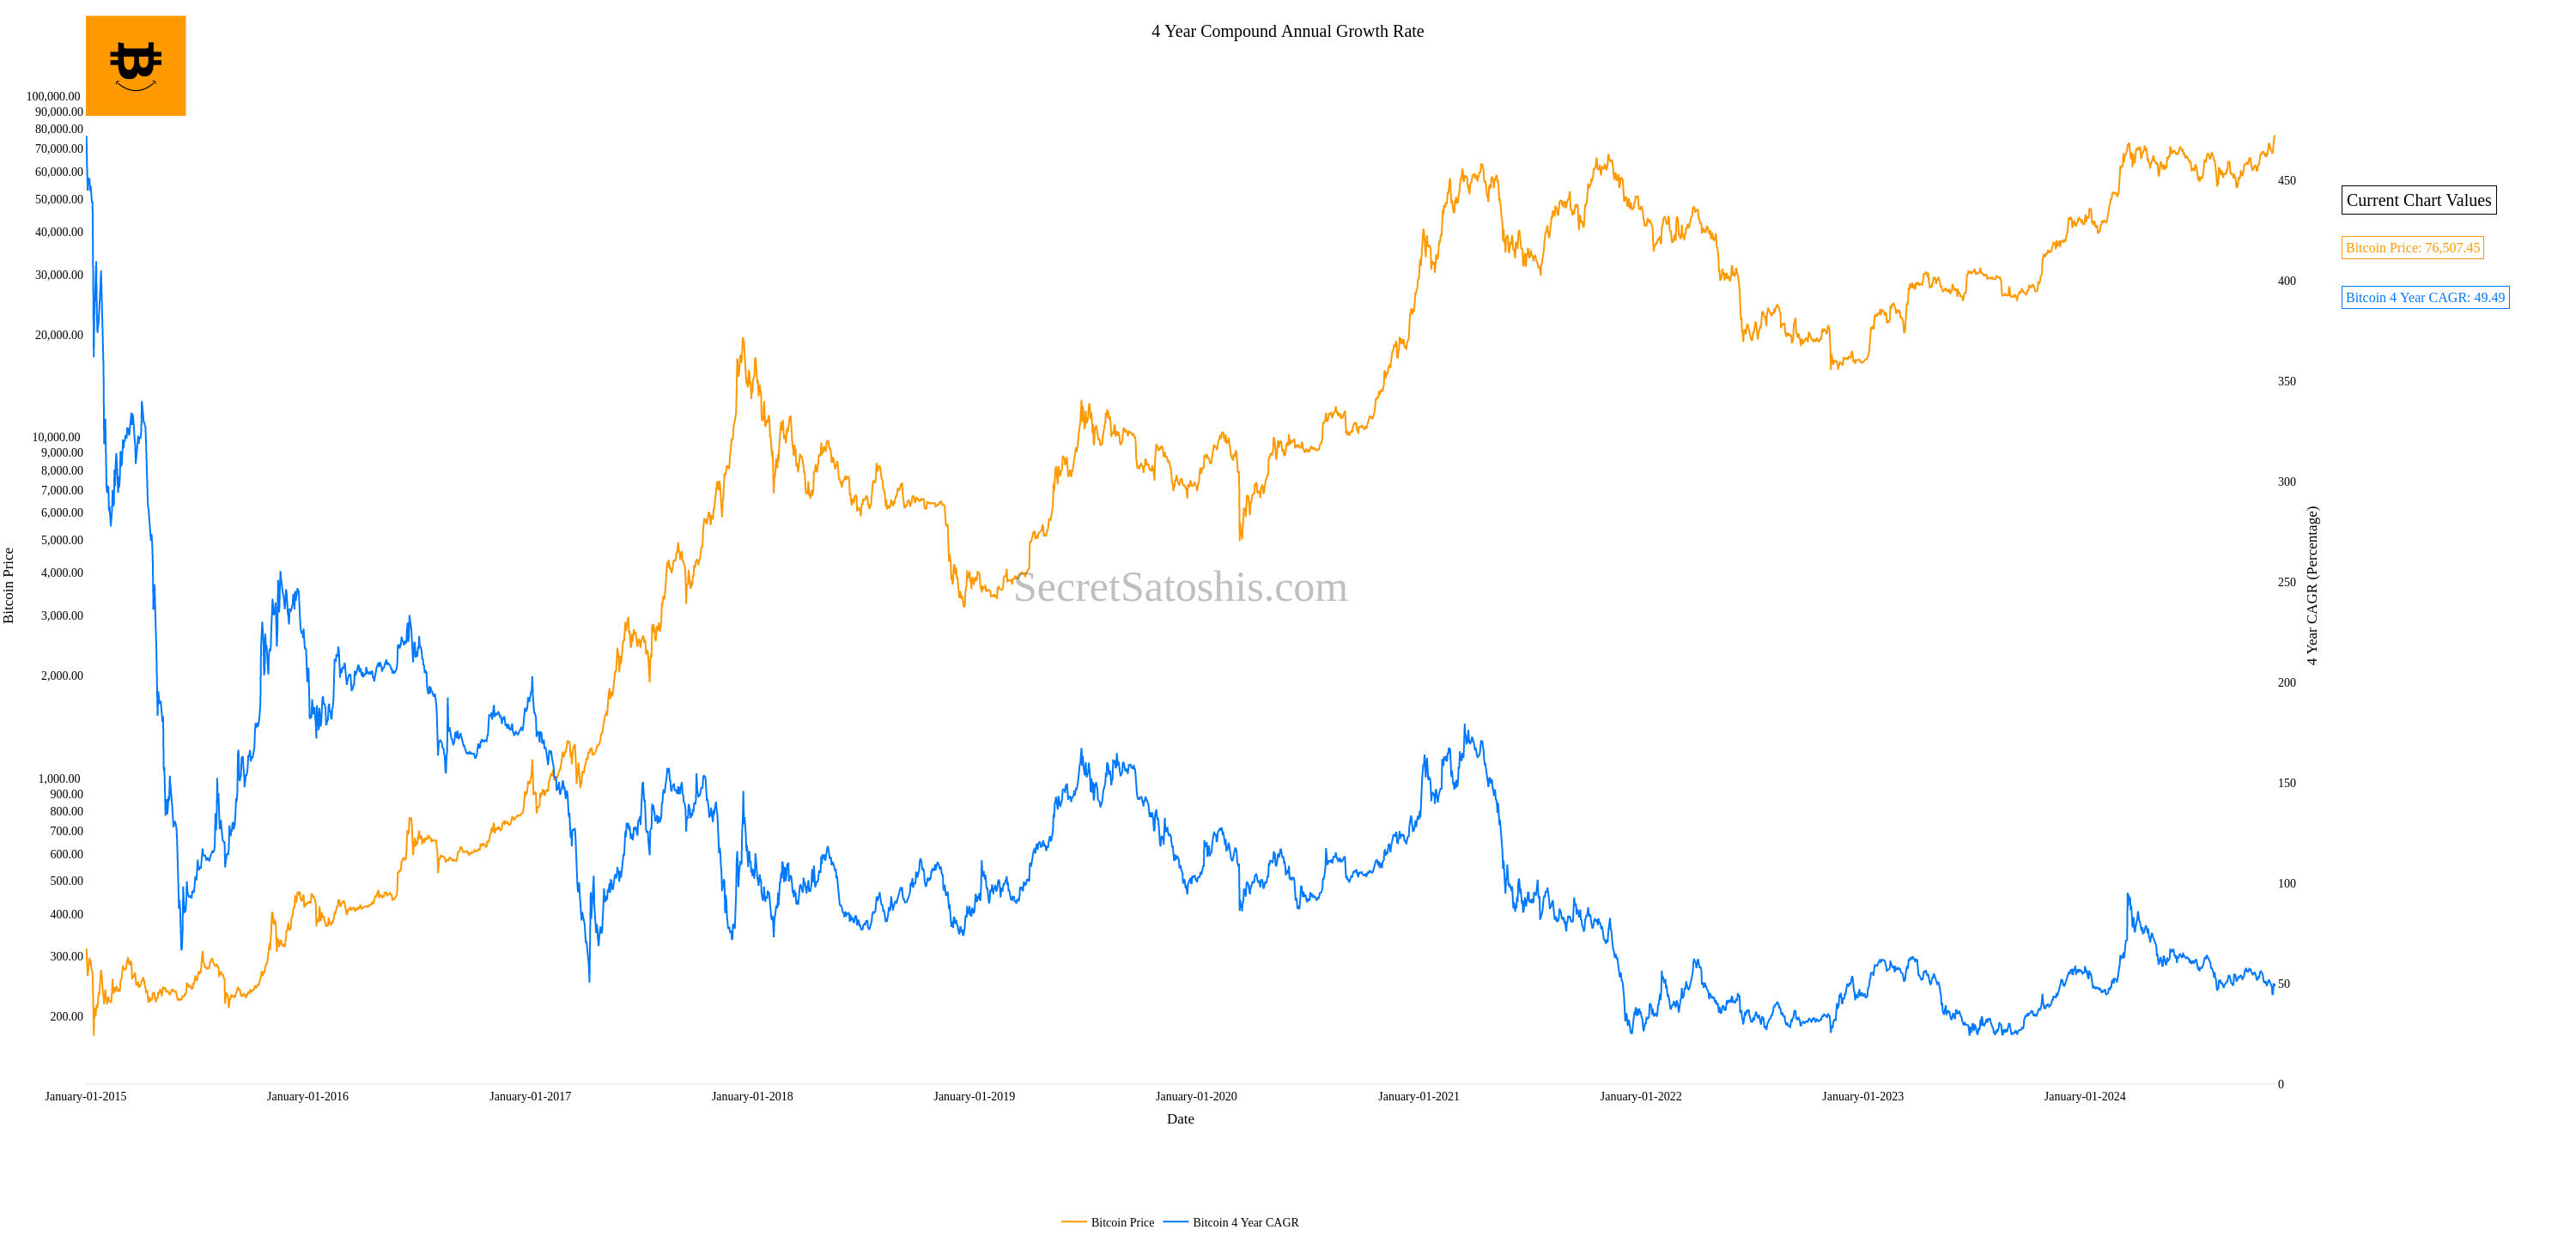 4 Year Compound Annual Growth Rate
100,000.00
90,000.00
80,000.00
70,000.00
60,000.00
50,000.00
40,000.00
30,000.00
20,000.00
10,000.00
9,000.00
8,000.00
7,000.00
6,000.00
5,000.00
4,000.00
3,000.00
2,000.00
1,000.00
900.00
800.00
700.00
600.00
500.00
400.00
300.00
200.00
Bitcoin Price
SecretSatoshis.com
450
400
350
300
250
200
150
100
50
0
4 Year CAGR (Percentage)
Current Chart Values
Bitcoin Price: 76,507.45
Bitcoin 4 Year CAGR: 49.49
January-01-2015
January-01-2016
January-01-2017
January-01-2018
January-01-2019
January-01-2020
January-01-2021
January-01-2022
January-01-2023
January-01-2024
Date
Bitcoin Price
Bitcoin 4 Year CAGR